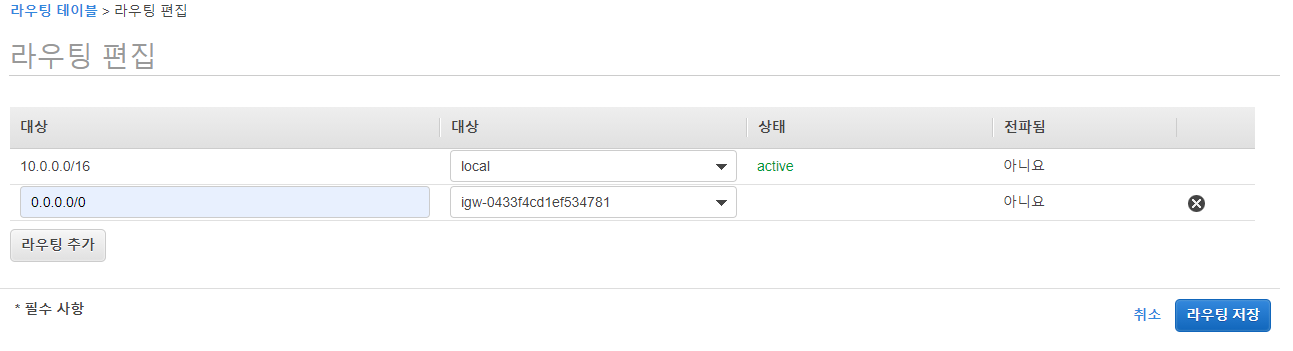 라우팅 테이블 > 라우팅 편집
라우팅 편집
대상 대상 상태 전파됨
10.0.0.0/16 local active 아니요
0.0.0.0/0 igw-0433f4cd1ef534781 아니요
라우팅 추가
* 필수 사항
취소 라우팅 저장